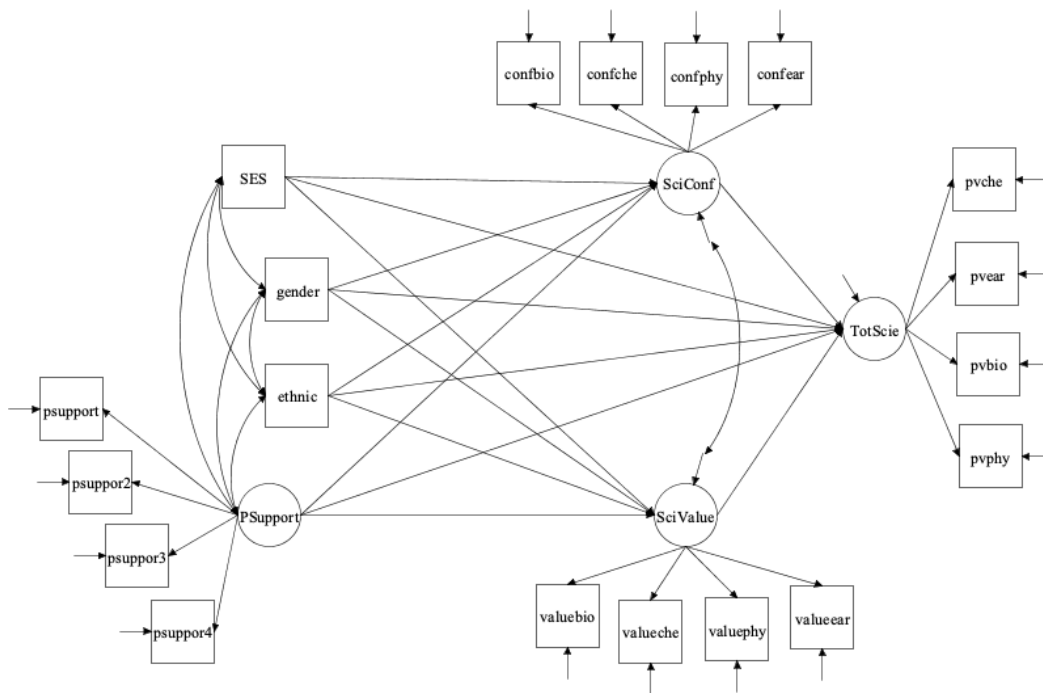 confbio
confche
confphy
confear
SES
SciConf
pvche
gender
pvear
TotScie
ethnic
pvbio
psupport
pvphy
psuppor2
PSupport
SciValue
psuppor3
psuppor4
valuebio
valueche
valuephy
valueear